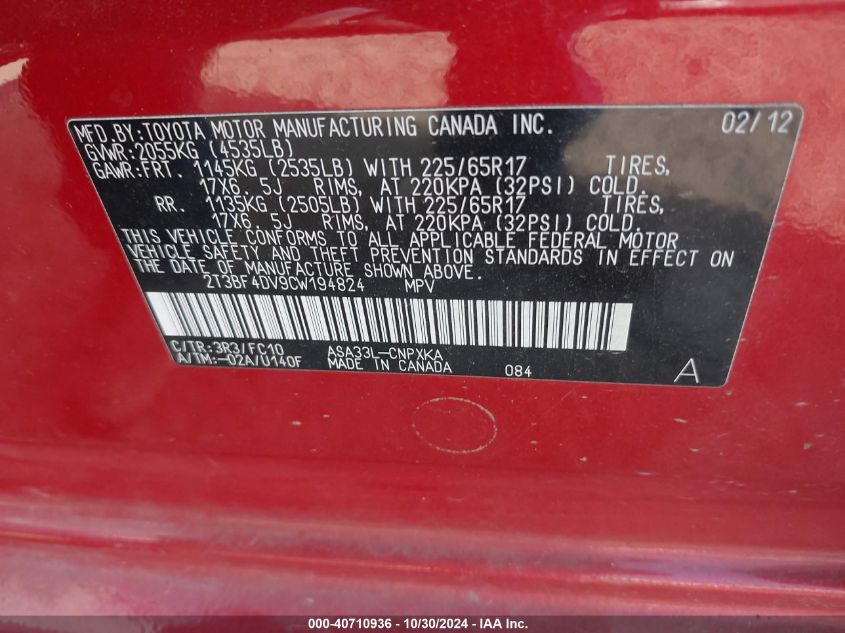 MFD.BY:TOYOTA MOTOR MANUFACTURING CANADA INC. 02/12
GVWR:2055KG (4535LB)
GAWR:FRT. 1145KG (2535LB) WITH 225/65R17 TIRES,
17X6.5J RIMS, AT 220KPA (32PSI) COLD.
RR. 1135KG (2505LB) WITH 225/65R17 TIRES,
17X6.5J RIMS, AT 220KPA (32PSI) COLD.
THIS VEHICLE CONFORMS TO ALL APPLICABLE FEDERAL MOTOR
VEHICLE SAFETY AND THEFT PREVENTION STANDARDS IN EFFECT ON
THE DATE OF MANUFACTURE SHOWN ABOVE.
2T3BF4DV9CW194824 MPV
C/TR:3R3/FC10 ASA33L-CNPXKA
A/TM:-02A/U140F MADE IN CANADA 084 A
000-40710936 - 10/30/2024 - IAA Inc.